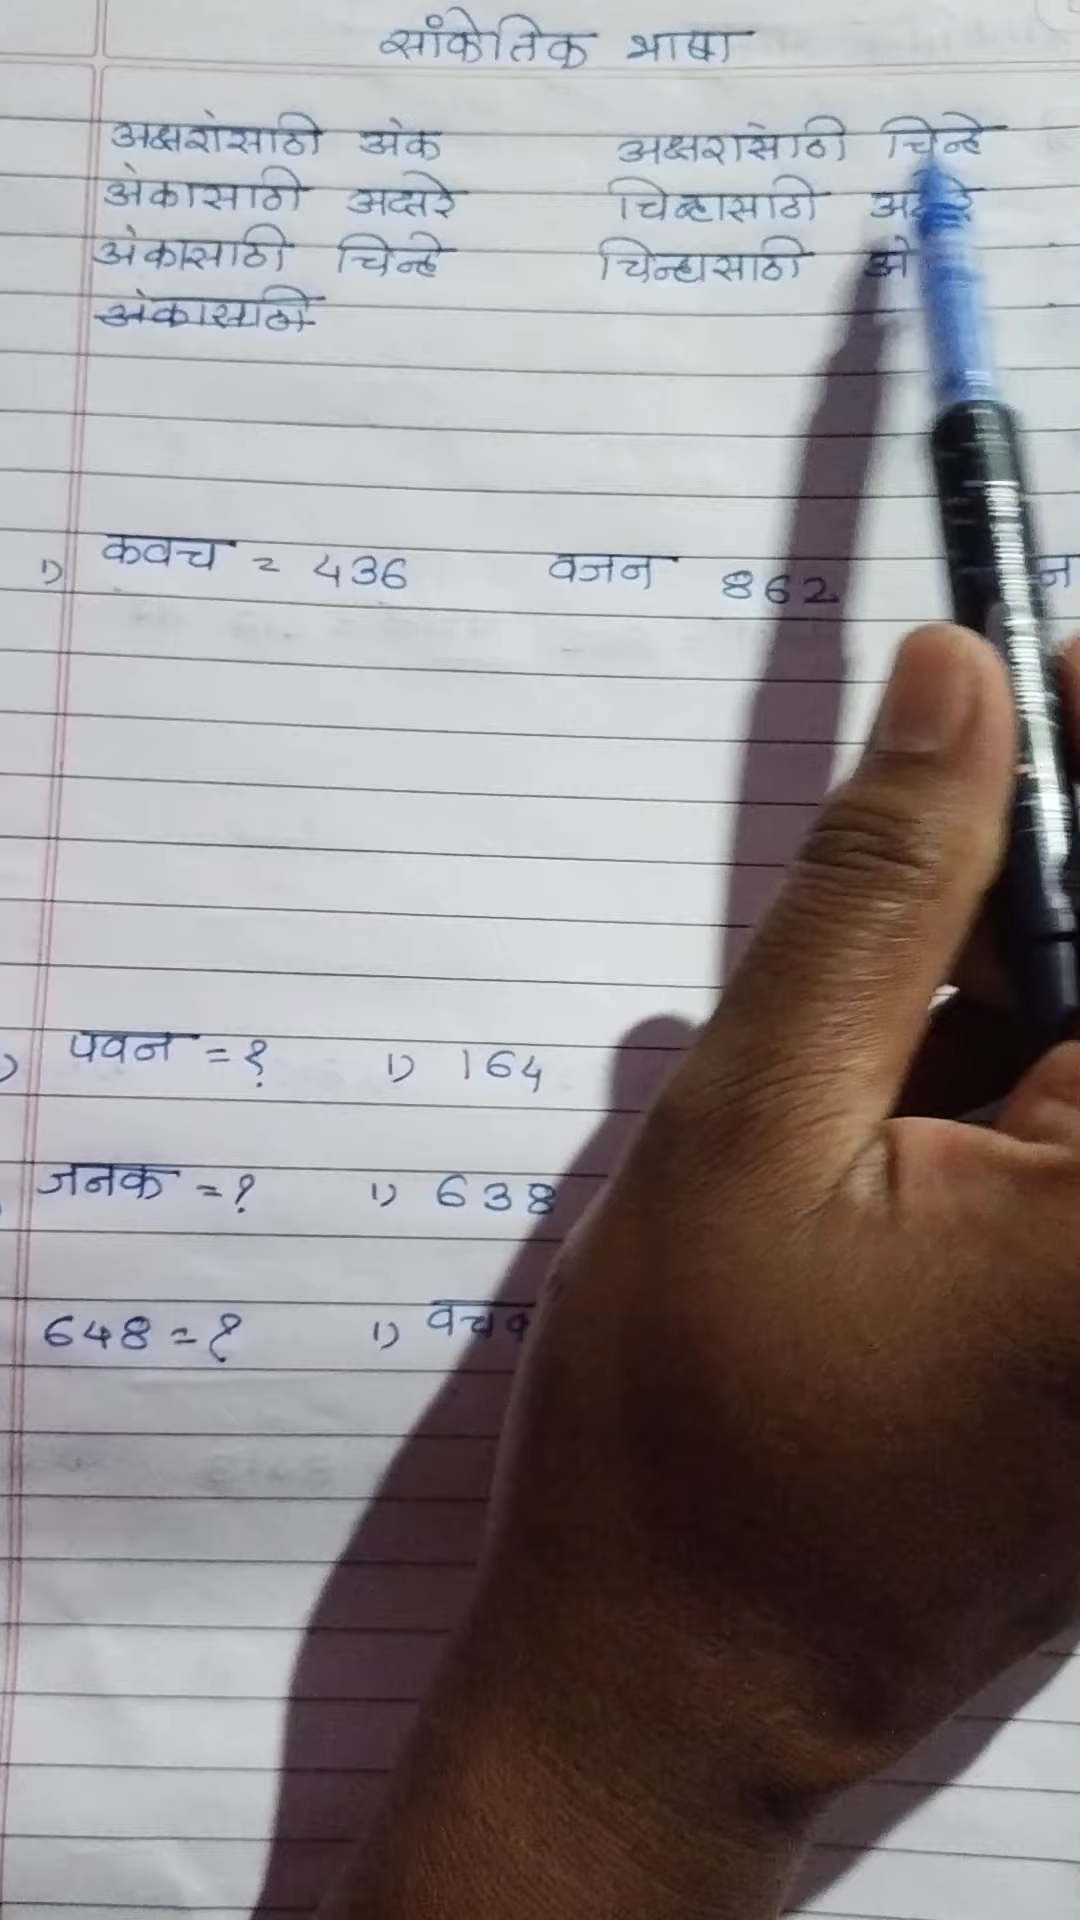 सांकेतिक भाषा
अक्षरांसाठी अंक अक्षरांसाठी चिन्हे
अंकासाठी अक्षरे चिन्हासाठी
अंकासाठी चिन्हे चिन्हासाठी
अंकासाठी
1) कवच = 436 वजन 862
पवन = ? 1) 164
जनक = ? 1) 638
648 = ? 1)